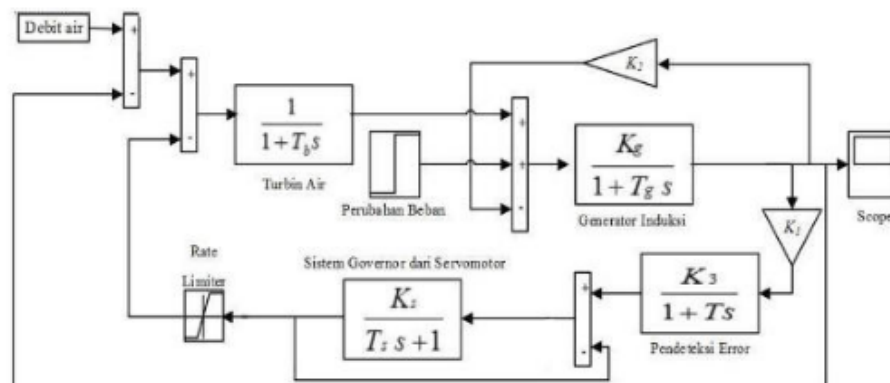 Debit air
+
-
+
-
1
1+T_b s
Turbin Air
Perubahan Beban
K_2
+
+
-
K_g
1+T_g s
Generator Induksi
Scope
K_1
Rate
Limiter
Sistem Governor dari Servomotor
K_s
T_s s+1
+
-
K_3
1+Ts
Pendeteksi Error